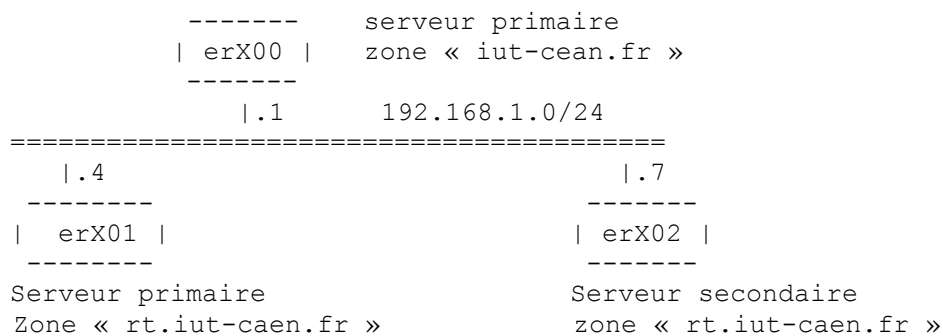 ------- serveur primaire
| erX00 | zone « iut-cean.fr »
-------
|.1 192.168.1.0/24
=========================================
|.4 |.7
-------- -------
| erX01 | | erX02 |
-------- -------
Serveur primaire Serveur secondaire
Zone « rt.iut-caen.fr » zone « rt.iut-caen.fr »